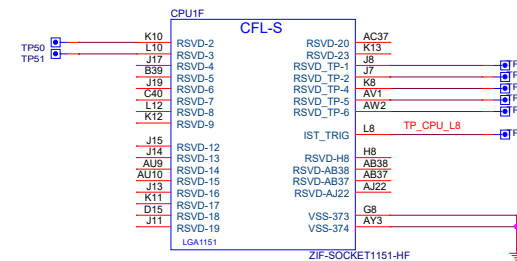 CPU1F
CFL-S
TP50
TP51
K10 RSVD-2
L10 RSVD-3
J17 RSVD-4
B39 RSVD-5
J19 RSVD-6
C40 RSVD-7
L12 RSVD-8
K12 RSVD-9
J15 RSVD-12
J14 RSVD-13
AU9 RSVD-14
AU10 RSVD-15
J13 RSVD-16
K11 RSVD-17
D15 RSVD-18
J11 RSVD-19
LGA1151
RSVD-20 AC37
RSVD-23 K13
RSVD_TP-1 J8
RSVD_TP-2 J7
RSVD_TP-4 K8
RSVD_TP-5 AV1
RSVD_TP-6 AW2
IST_TRIG L8 TP_CPU_L8
RSVD-H8 H8
RSVD-AB38 AB38
RSVD-AB37 AB37
RSVD-AJ22 AJ22
VSS-373 G8
VSS-374 AY3
ZIF-SOCKET1151-HF